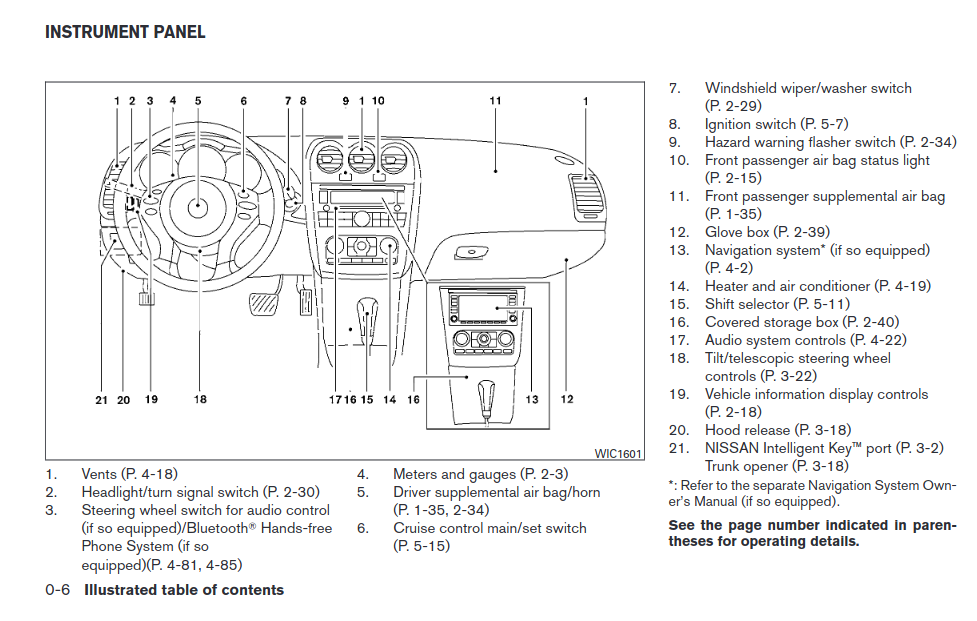 INSTRUMENT PANEL
1 2 3 4 5 6 7 8 9 1 10 11 1
21 20 19 18 17 16 15 14 16 13 12
WIC1601
1. Vents (P. 4-18)
2. Headlight/turn signal switch (P. 2-30)
3. Steering wheel switch for audio control
(if so equipped)/Bluetooth® Hands-free
Phone System (if so
equipped)(P. 4-81, 4-85)
4. Meters and gauges (P. 2-3)
5. Driver supplemental air bag/horn
(P. 1-35, 2-34)
6. Cruise control main/set switch
(P. 5-15)
7. Windshield wiper/washer switch
(P. 2-29)
8. Ignition switch (P. 5-7)
9. Hazard warning flasher switch (P. 2-34)
10. Front passenger air bag status light
(P. 2-15)
11. Front passenger supplemental air bag
(P. 1-35)
12. Glove box (P. 2-39)
13. Navigation system* (if so equipped)
(P. 4-2)
14. Heater and air conditioner (P. 4-19)
15. Shift selector (P. 5-11)
16. Covered storage box (P. 2-40)
17. Audio system controls (P. 4-22)
18. Tilt/telescopic steering wheel
controls (P. 3-22)
19. Vehicle information display controls
(P. 2-18)
20. Hood release (P. 3-18)
21. NISSAN Intelligent Key™ port (P. 3-2)
Trunk opener (P. 3-18)
*: Refer to the separate Navigation System Own-
er's Manual (if so equipped).
See the page number indicated in paren-
theses for operating details.
0-6 Illustrated table of contents